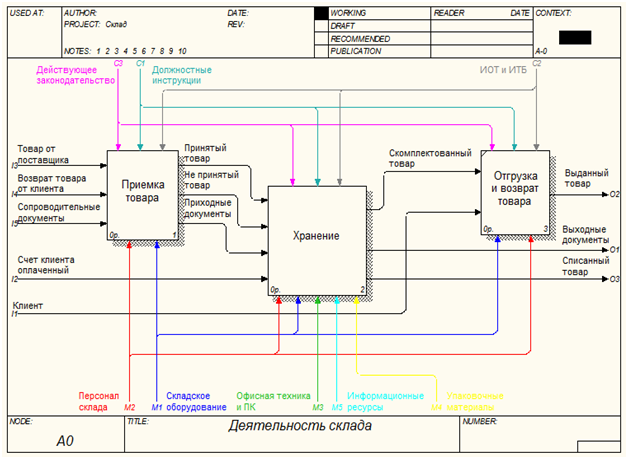 USED AT:
AUTHOR:
DATE:
WORKING
READER
DATE
CONTEXT:
PROJECT: Склад
REV:
DRAFT
RECOMMENDED
NOTES: 1 2 3 4 5 6 7 8 9 10
PUBLICATION
A-0
Действующее
законодательство
C3
C1
Должностные
инструкции
ИОТ и ИТБ
C2
Товар от
поставщика
I3
Возврат товара
от клиента
I4
Сопроводительные
документы
I5
Приемка
товара
0р.
1
Принятый
товар
Не принятый
товар
Приходные
документы
Скомплектованный
товар
Отгрузка
и возврат
товара
0р.
3
Выданный
товар
O2
Хранение
0р.
2
Выходные
документы
O1
Списанный
товар
O3
Счет клиента
оплаченный
I2
Клиент
I1
Персонал
склада
M2
Складское
оборудование
M1
Офисная техника
и ПК
M3
Информационные
ресурсы
M5
Упаковочные
материалы
M4
NODE:
A0
TITLE:
Деятельность склада
NUMBER: